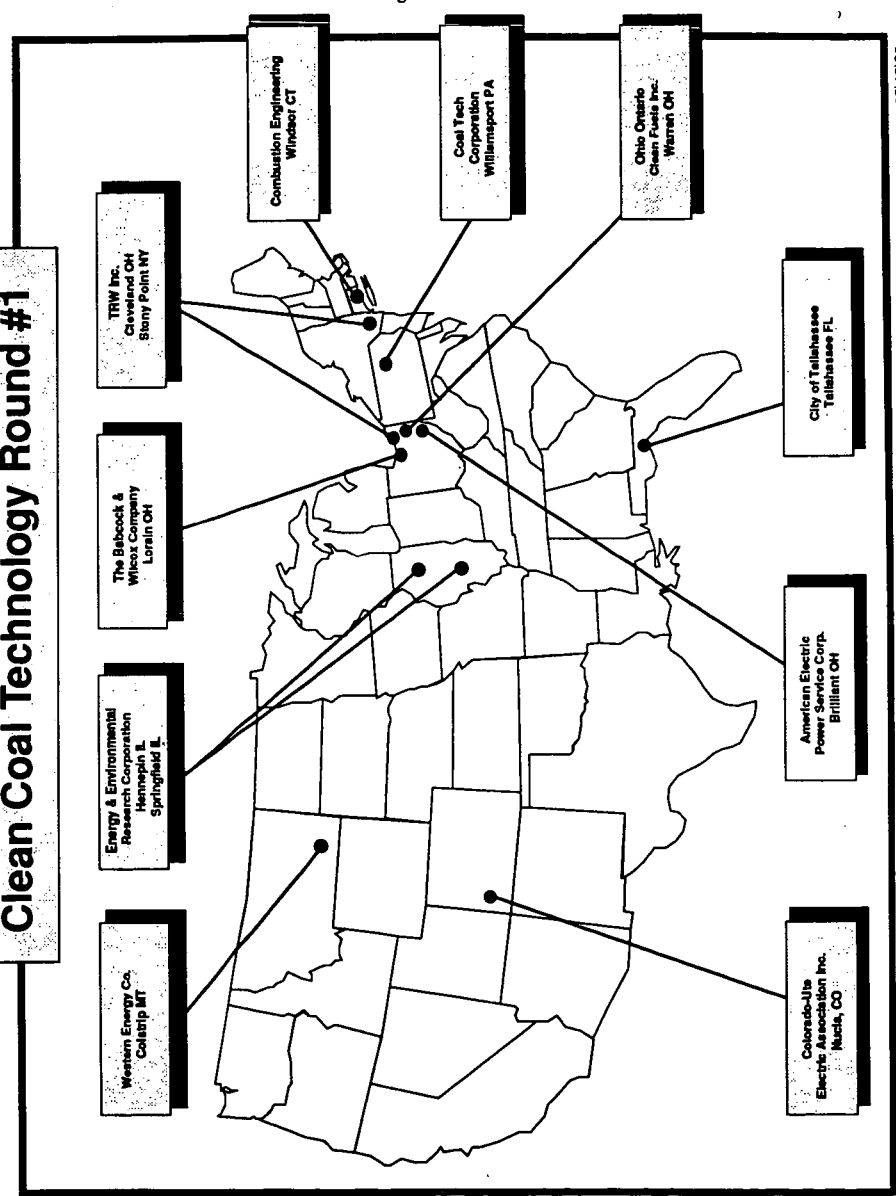 Clean Coal Technology Round #1
Western Energy Co.
Colstrip MT
Energy & Environmental
Research Corporation
Hennepin IL
Springfield IL
The Babcock &
Wilcox Company
Lorain OH
TRW Inc.
Cleveland OH
Stony Point NY
Combustion Engineering
Windsor CT
Coal Tech
Corporation
Williamsport PA
Ohio Ontario
Clean Fuels Inc.
Warren OH
Colorado-Ute
Electric Association Inc.
Nucla, CO
American Electric
Power Service Corp.
Brilliant OH
City of Tallahassee
Tallahassee FL